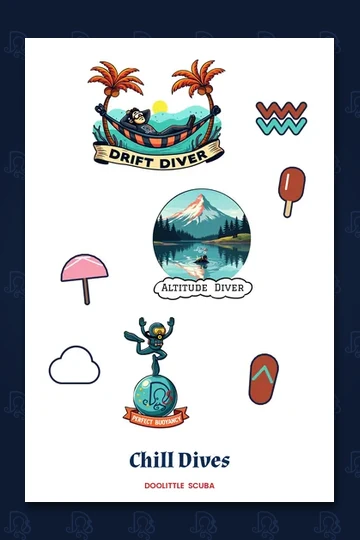 DRIFT DIVER
ALTITUDE DIVER
PERFECT BUOYANCY
Chill Dives
DOOLITTLE SCUBA